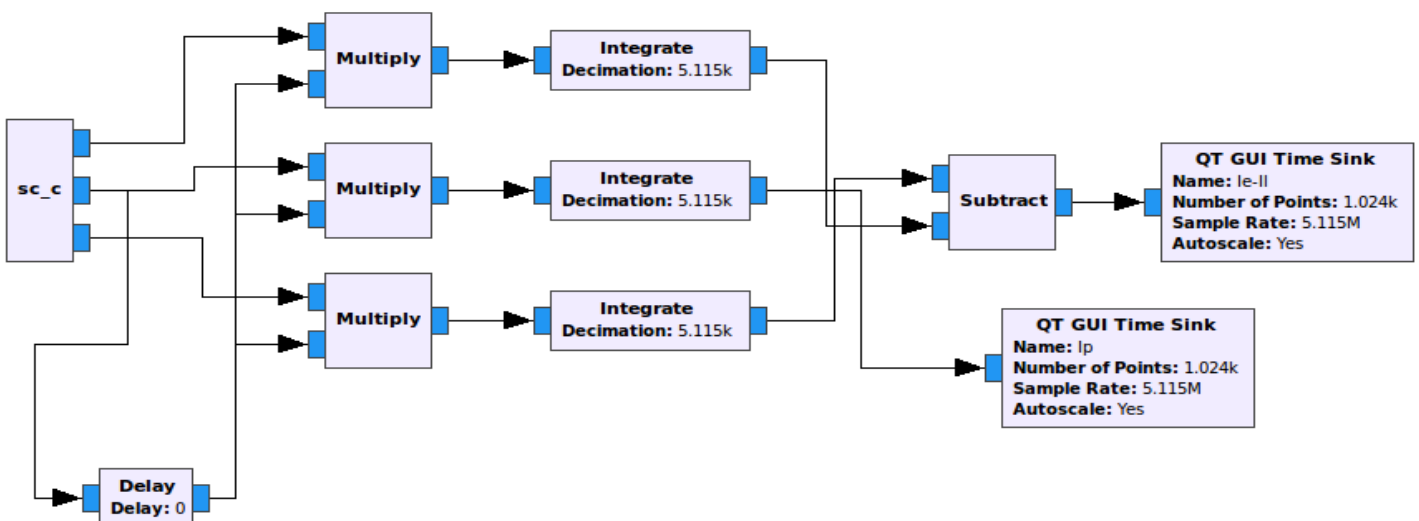 sc_c
Multiply
Integrate
Decimation: 5.115k
Multiply
Integrate
Decimation: 5.115k
Multiply
Integrate
Decimation: 5.115k
Subtract
QT GUI Time Sink
Name: Ie-Il
Number of Points: 1.024k
Sample Rate: 5.115M
Autoscale: Yes
QT GUI Time Sink
Name: Ip
Number of Points: 1.024k
Sample Rate: 5.115M
Autoscale: Yes
Delay
Delay: 0